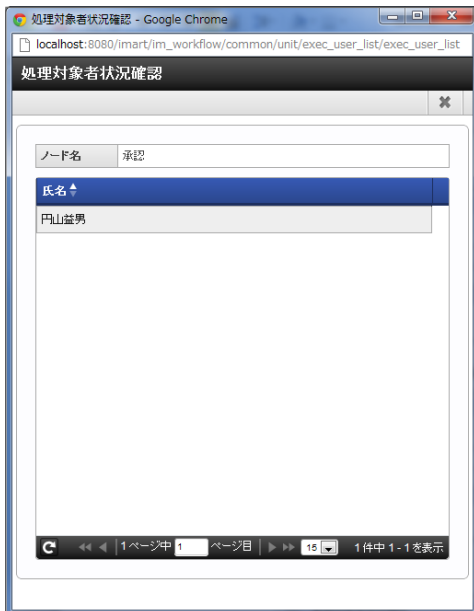 処理対象者状況確認 - Google Chrome
localhost:8080/imart/im_workflow/common/unit/exec_user_list/exec_user_list
処理対象者状況確認
ノード名 承認
氏名
円山益男
1ページ中 1 ページ目 15 1件中 1 - 1 を表示